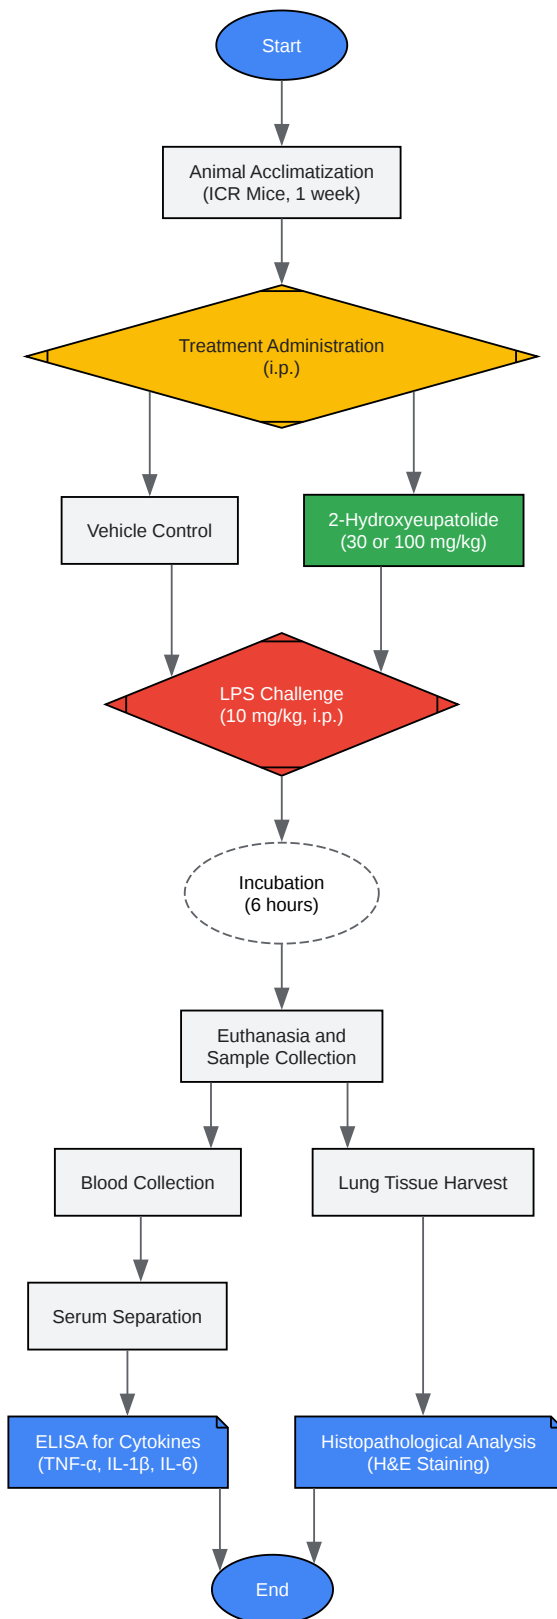 Start
Animal Acclimatization
(ICR Mice, 1 week)
Treatment Administration
(i.p.)
Vehicle Control
2-Hydroxyeupatolide
(30 or 100 mg/kg)
LPS Challenge
(10 mg/kg, i.p.)
Incubation
(6 hours)
Euthanasia and
Sample Collection
Blood Collection
Lung Tissue Harvest
Serum Separation
ELISA for Cytokines
(TNF-α, IL-1β, IL-6)
Histopathological Analysis
(H&E Staining)
End